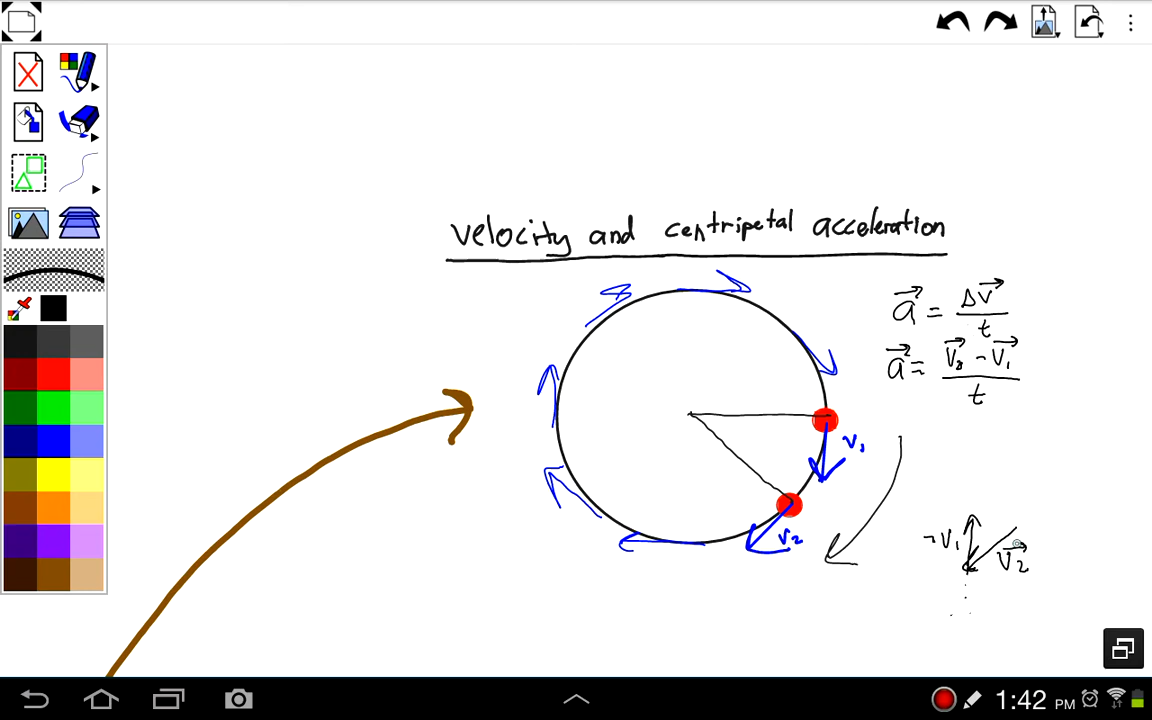 velocity and centripetal acceleration
a = Δv / t
a = v₂ - v₁ / t
v₁
v₂
-v₁
v₂
1:42 PM